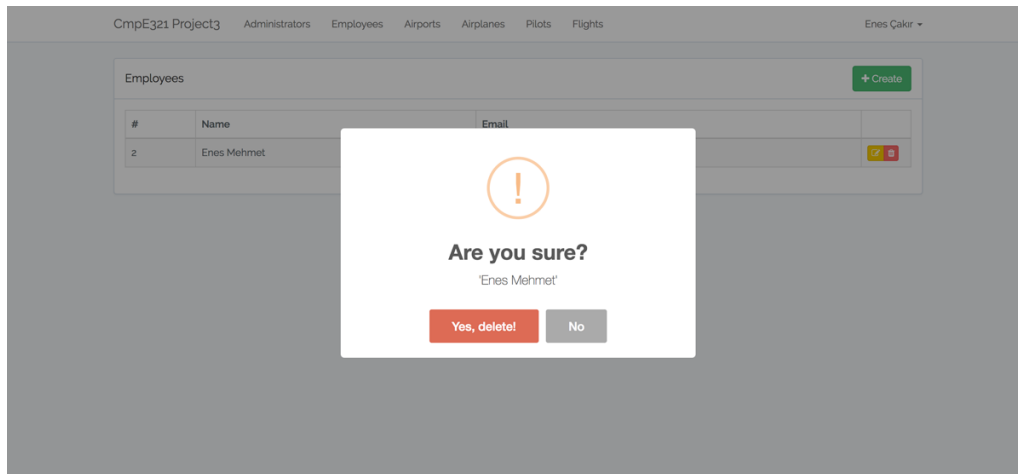 CmpE321 Project3 Administrators Employees Airports Airplanes Pilots Flights Enes Çakır
Employees
+ Create
# Name Email
2 Enes Mehmet
!
Are you sure?
'Enes Mehmet'
Yes, delete! No